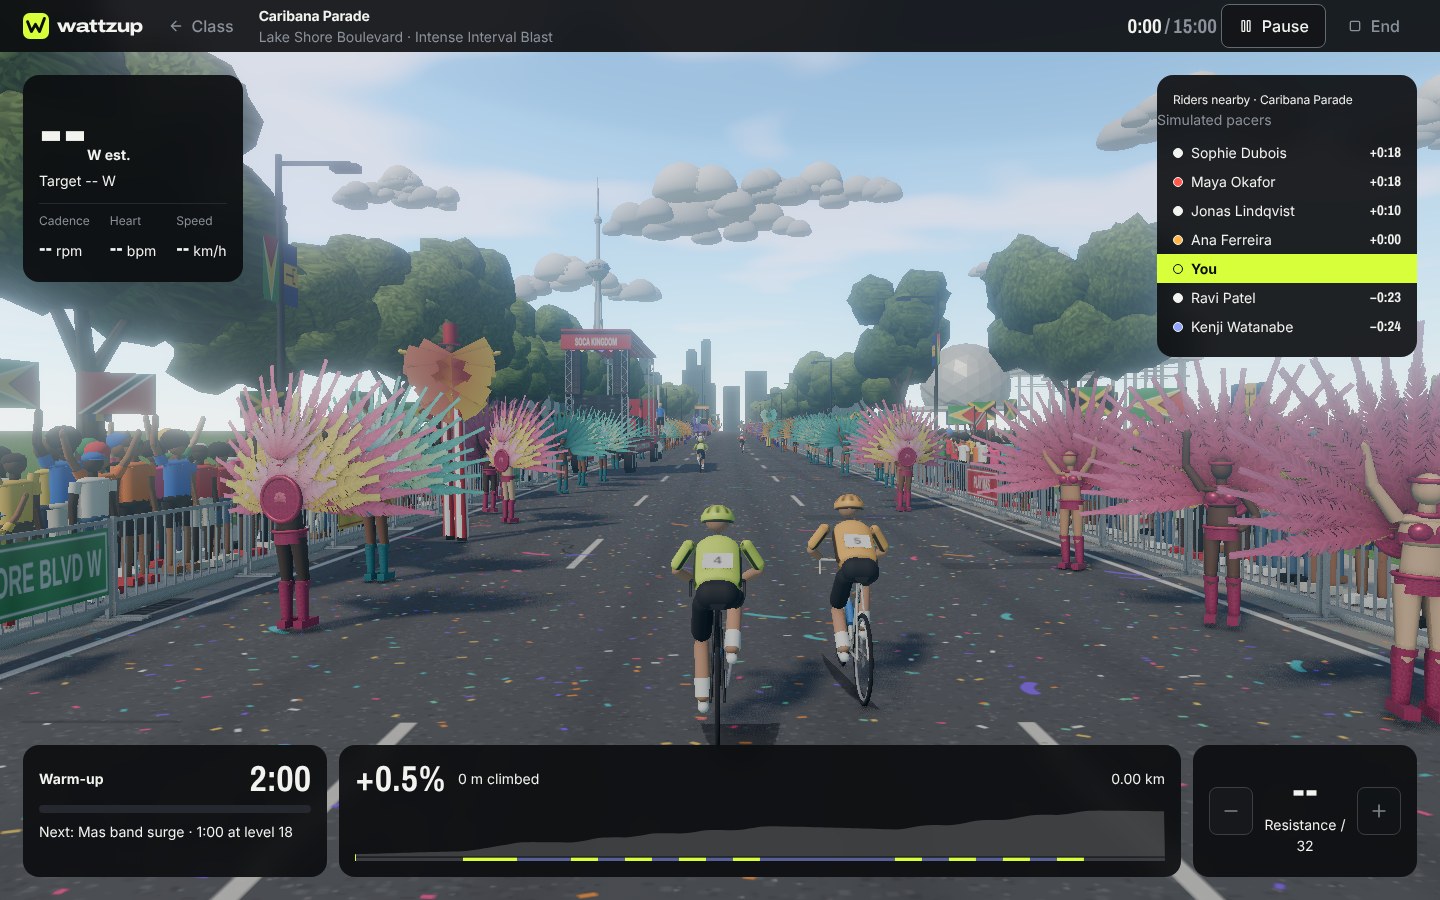 wattzup
Class
Caribana Parade
Lake Shore Boulevard · Intense Interval Blast
0:00 / 15:00
Pause
End
--
W est.
Target -- W
Cadence Heart Speed
-- rpm -- bpm -- km/h
Riders nearby · Caribana Parade
Simulated pacers
Sophie Dubois +0:18
Maya Okafor +0:18
Jonas Lindqvist +0:10
Ana Ferreira +0:00
You
Ravi Patel −0:23
Kenji Watanabe −0:24
SOCA KINGDOM
ORE BLVD W
4
5
Warm-up 2:00
Next: Mas band surge · 1:00 at level 18
+0.5% 0 m climbed 0.00 km
−
--
+
Resistance /
32